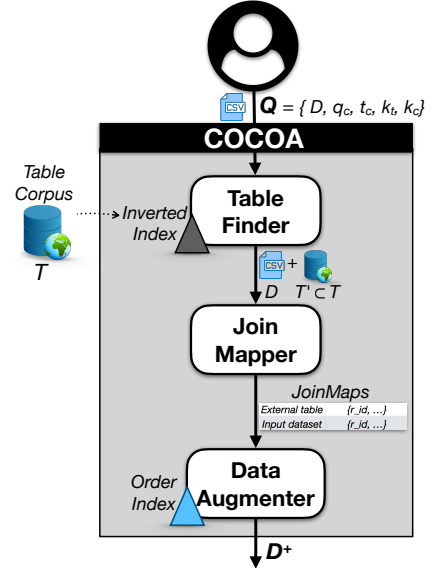 CSV
Q = { D, q_c, t_c, k_t, k_c}
COCOA
Table
Corpus
T
Inverted
Index
Table
Finder
CSV +
D T' ⊂ T
Join
Mapper
JoinMaps
External table {r_id, ...}
Input dataset {r_id, ...}
Order
Index
Data
Augmenter
D+